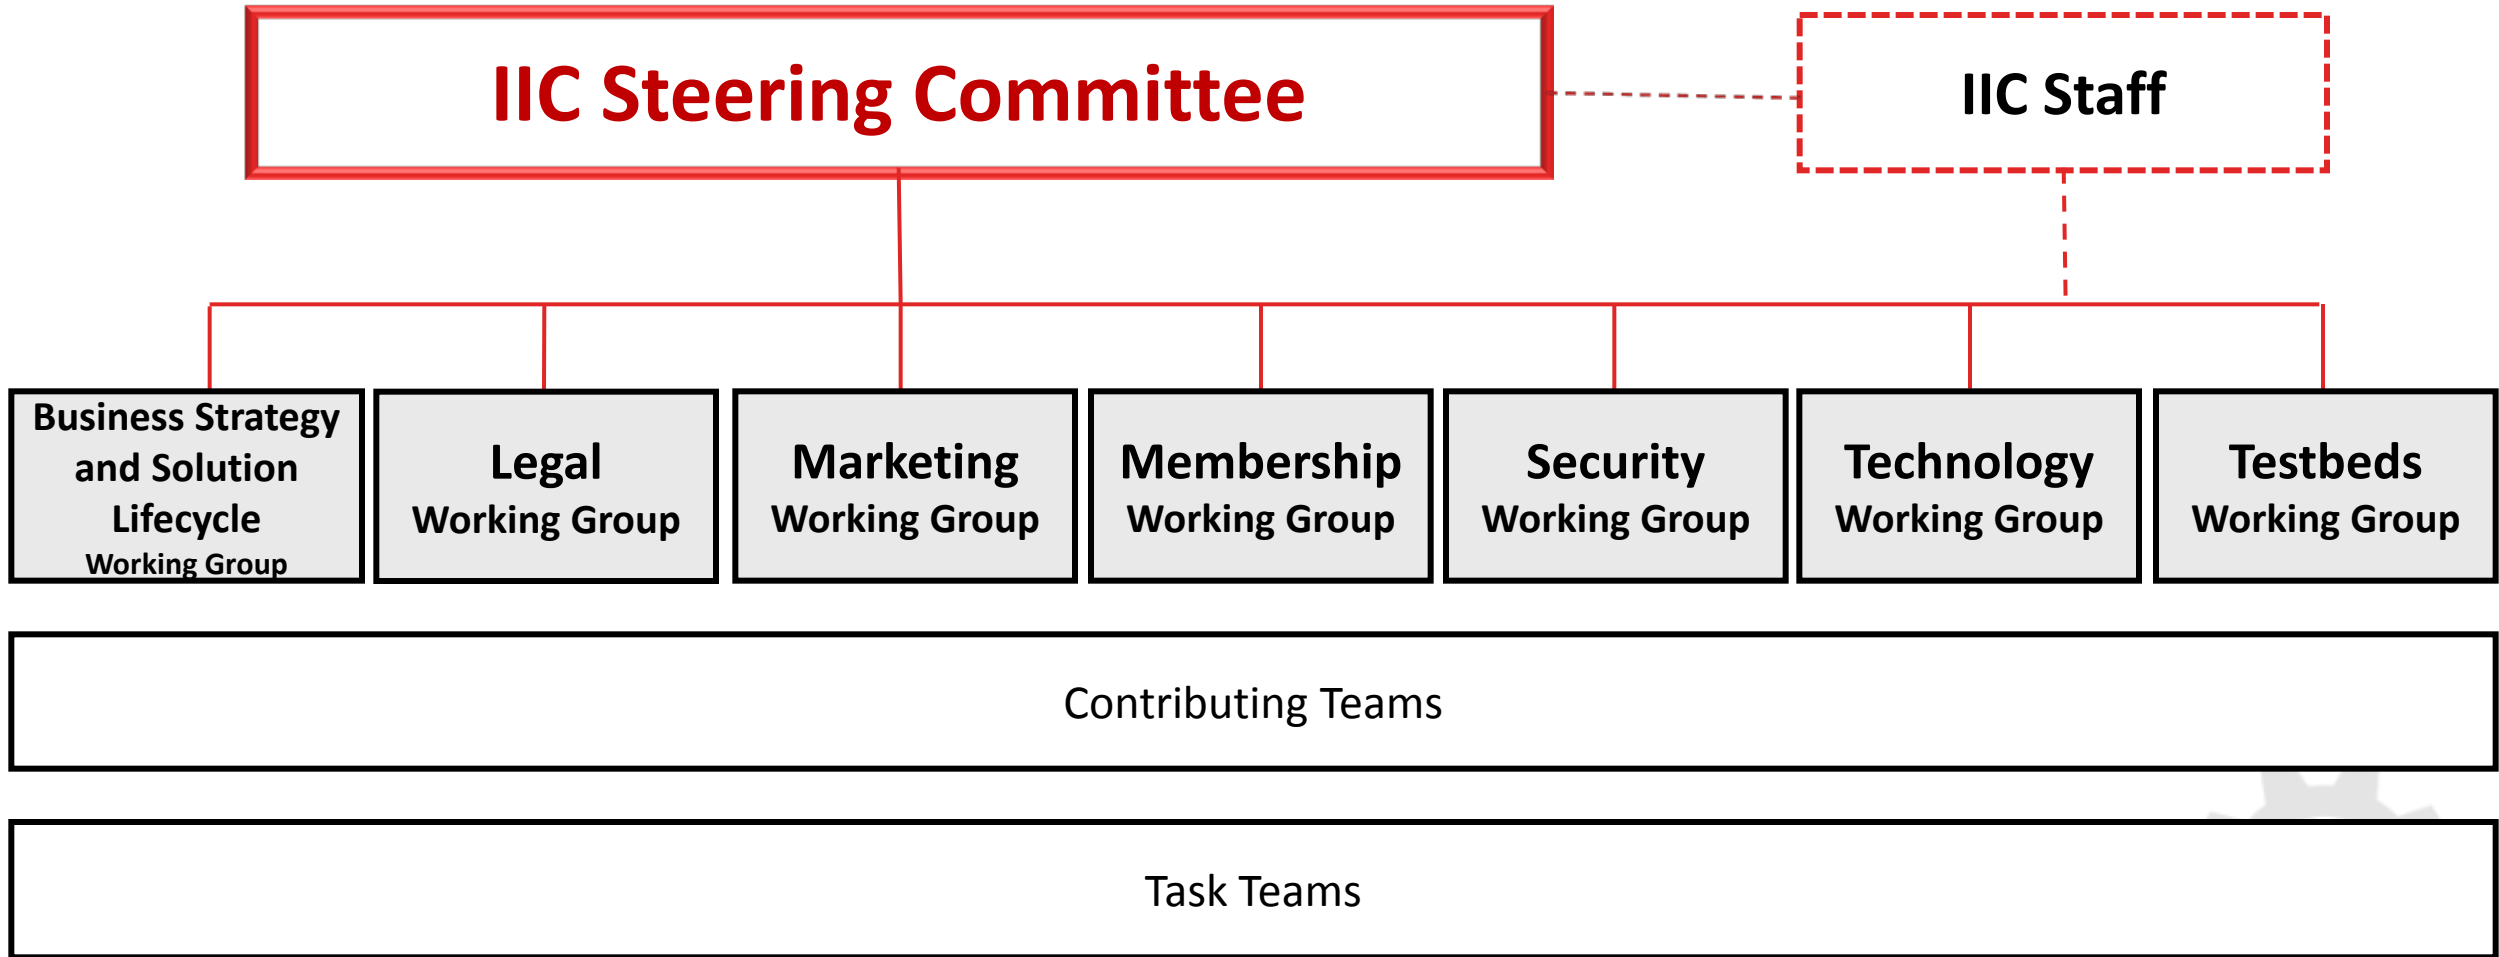 IIC Steering Committee
IIC Staff
Business Strategy
and Solution
Lifecycle
Working Group
Legal
Working Group
Marketing
Working Group
Membership
Working Group
Security
Working Group
Technology
Working Group
Testbeds
Working Group
Contributing Teams
Task Teams